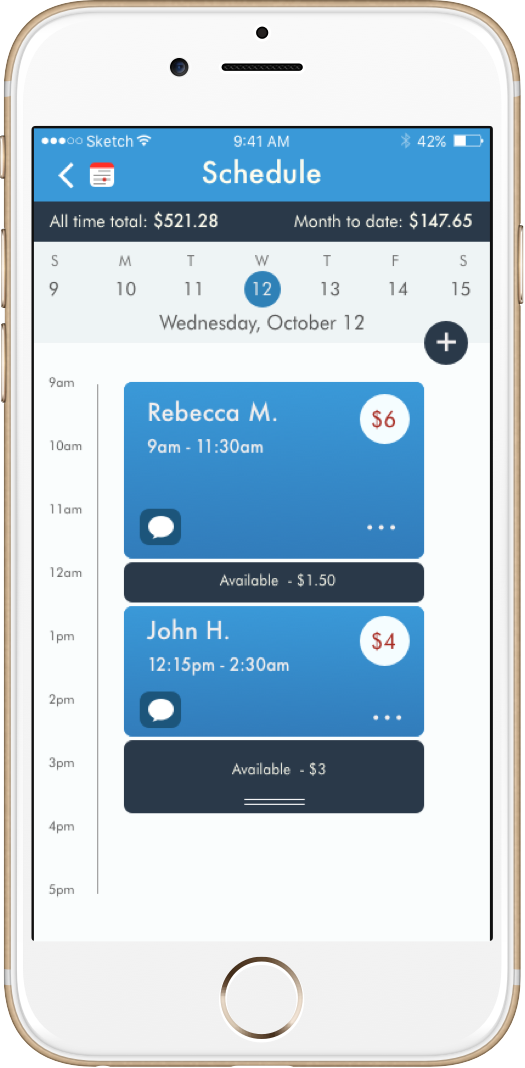 Sketch 9:41 AM 42%
Schedule
All time total: $521.28 Month to date: $147.65
S M T W T F S
9 10 11 12 13 14 15
Wednesday, October 12
+
9am
Rebecca M. $6
9am - 11:30am
10am
11am
12am
Available - $1.50
1pm
John H. $4
12:15pm - 2:30am
2pm
3pm
Available - $3
4pm
5pm